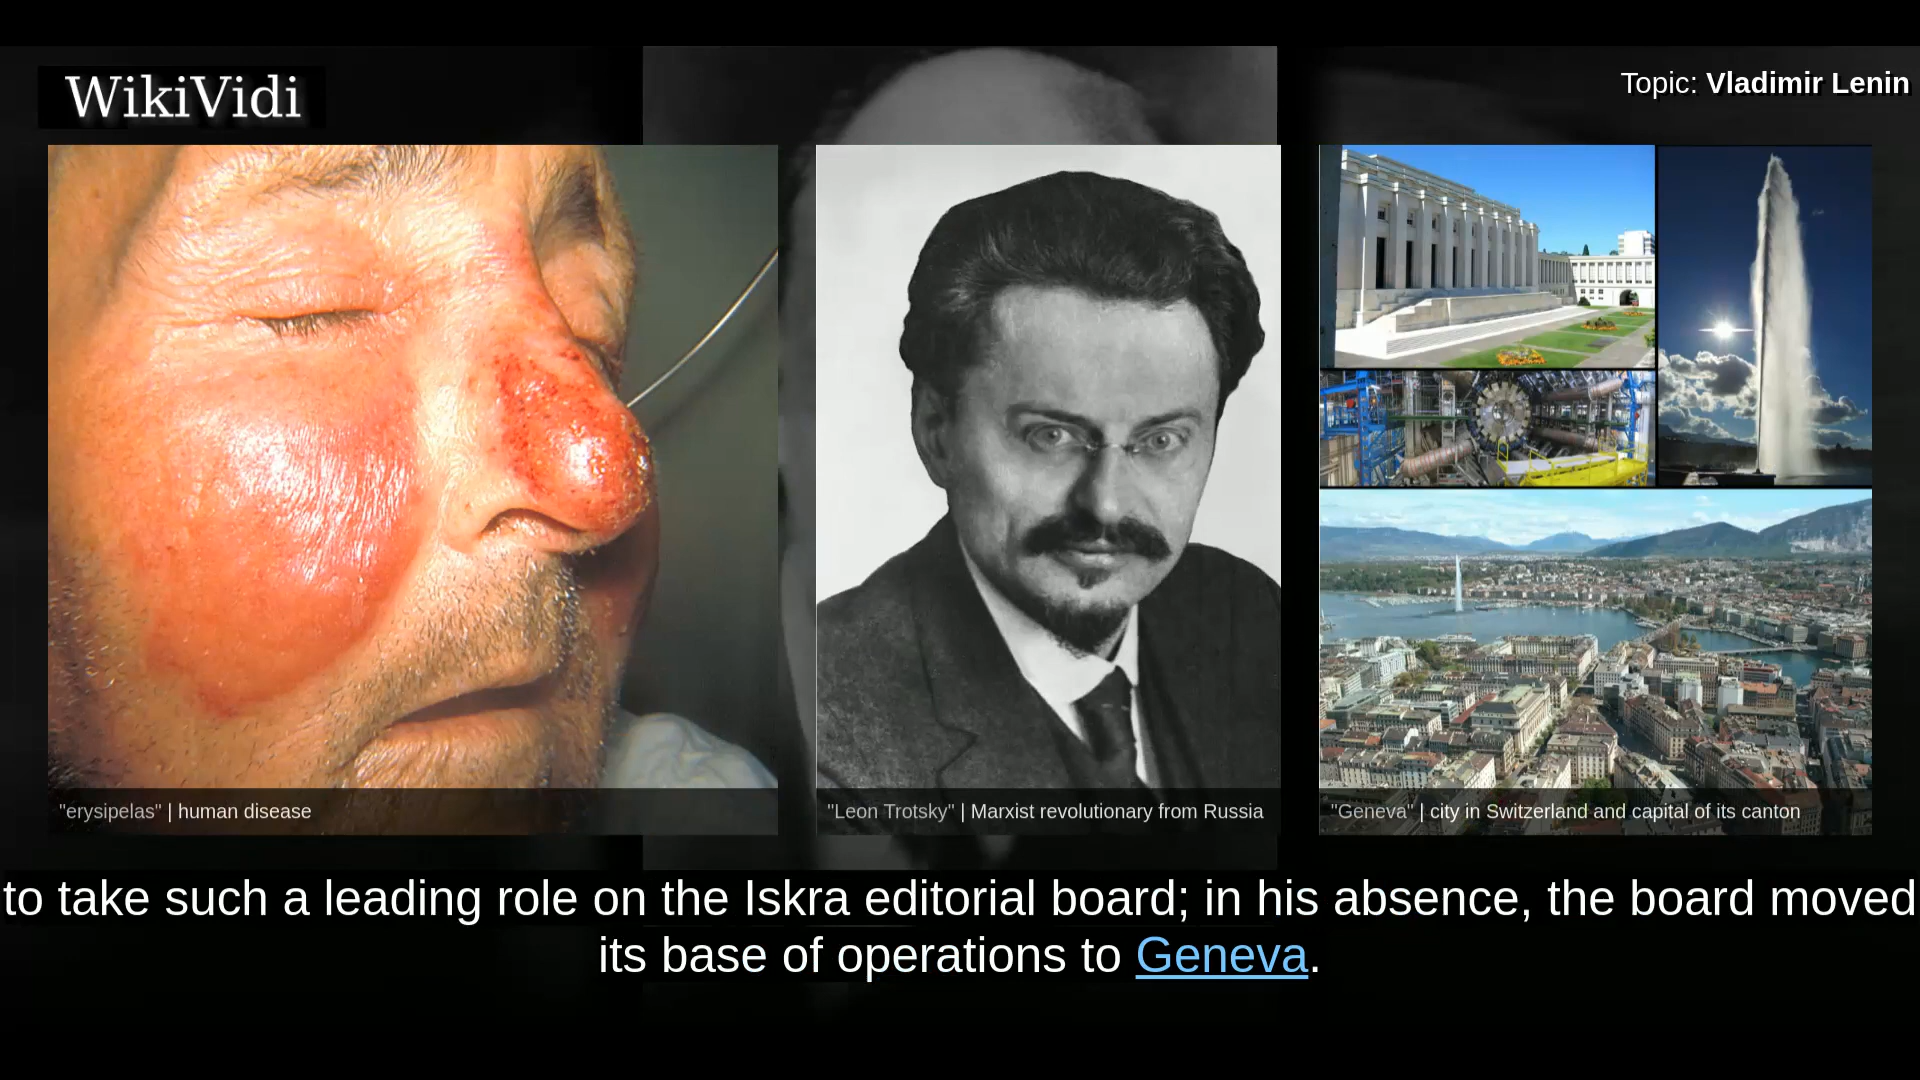 WikiVidi
Topic: Vladimir Lenin
"erysipelas" | human disease
"Leon Trotsky" | Marxist revolutionary from Russia
"Geneva" | city in Switzerland and capital of its canton
to take such a leading role on the Iskra editorial board; in his absence, the board moved
its base of operations to Geneva.